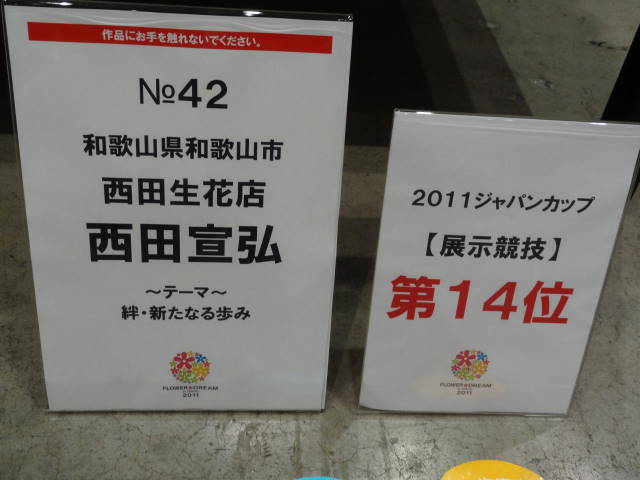 作品にお手を触れないでください。
№42
和歌山県和歌山市
西田生花店
西田宣弘
～テーマ～
絆・新たなる歩み
FLOWER&DREAM
2011
2011ジャパンカップ
【展示競技】
第14位
FLOWER&DREAM
2011